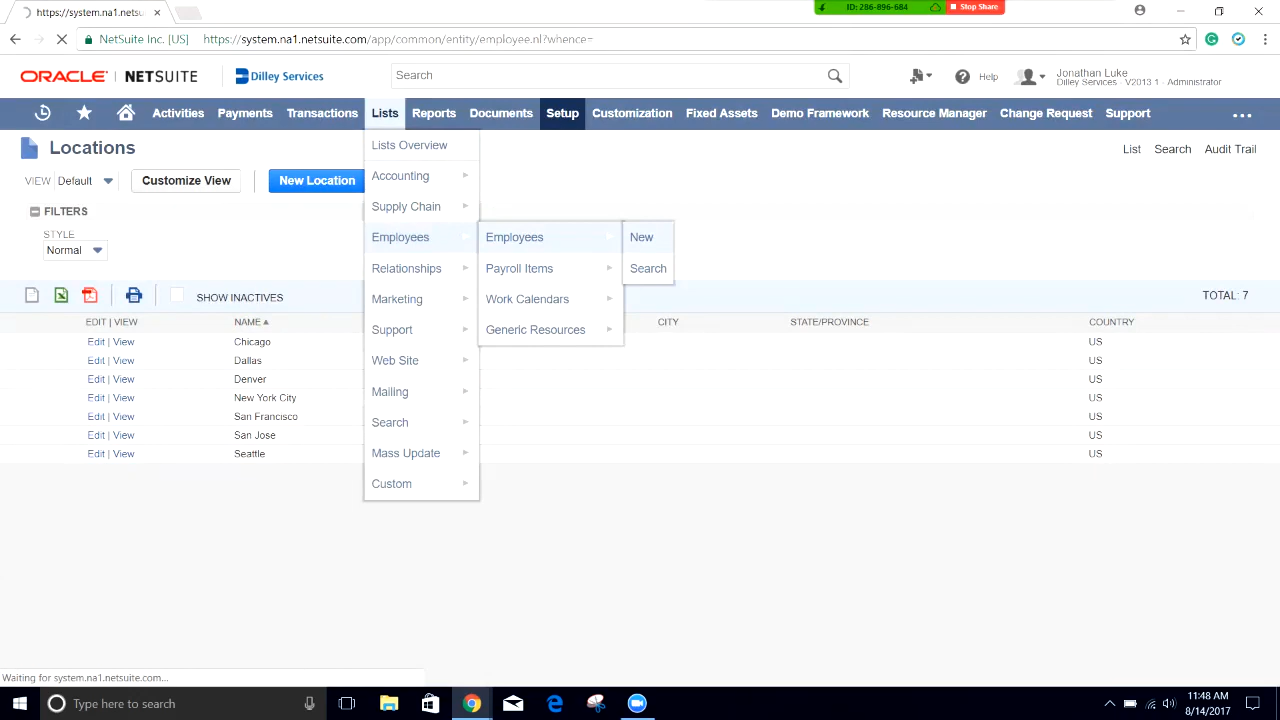 https://system.na1.netsu
ID: 286-896-684
Stop Share
NetSuite Inc. [US]
https://system.na1.netsuite.com/app/common/entity/employee.nl?whence=
ORACLE NETSUITE
Dilley Services
Search
Help
Jonathan Luke
Dilley Services - V2013.1 - Administrator
Activities Payments Transactions Lists Reports Documents Setup Customization Fixed Assets Demo Framework Resource Manager Change Request Support
Locations
List Search Audit Trail
VIEW Default
Customize View
New Location
FILTERS
STYLE
Normal
Lists Overview
Accounting
Supply Chain
Employees
Relationships
Marketing
Support
Web Site
Mailing
Search
Mass Update
Custom
Employees
Payroll Items
Work Calendars
Generic Resources
New
Search
SHOW INACTIVES
TOTAL: 7
EDIT | VIEW NAME CITY STATE/PROVINCE COUNTRY
Edit | View Chicago US
Edit | View Dallas US
Edit | View Denver US
Edit | View New York City US
Edit | View San Francisco US
Edit | View San Jose US
Edit | View Seattle US
Waiting for system.na1.netsuite.com...
Type here to search
11:48 AM
8/14/2017